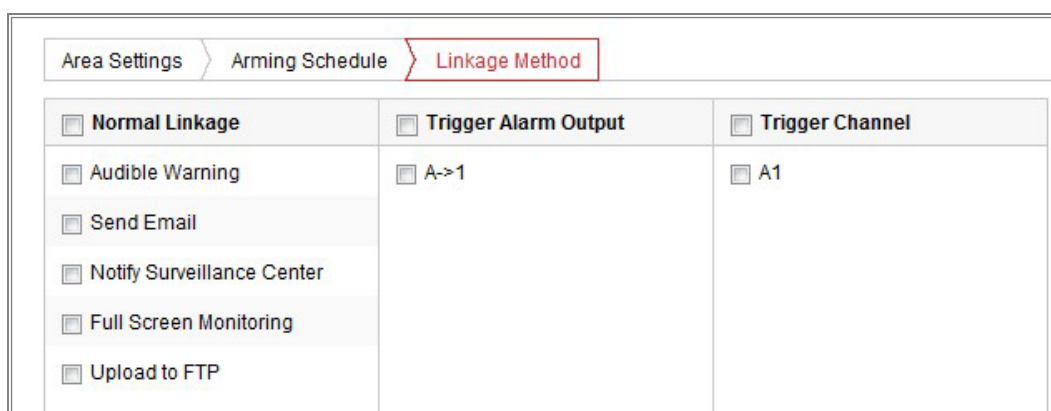 Area Settings Arming Schedule Linkage Method
Normal Linkage Trigger Alarm Output Trigger Channel
Audible Warning A->1 A1
Send Email
Notify Surveillance Center
Full Screen Monitoring
Upload to FTP